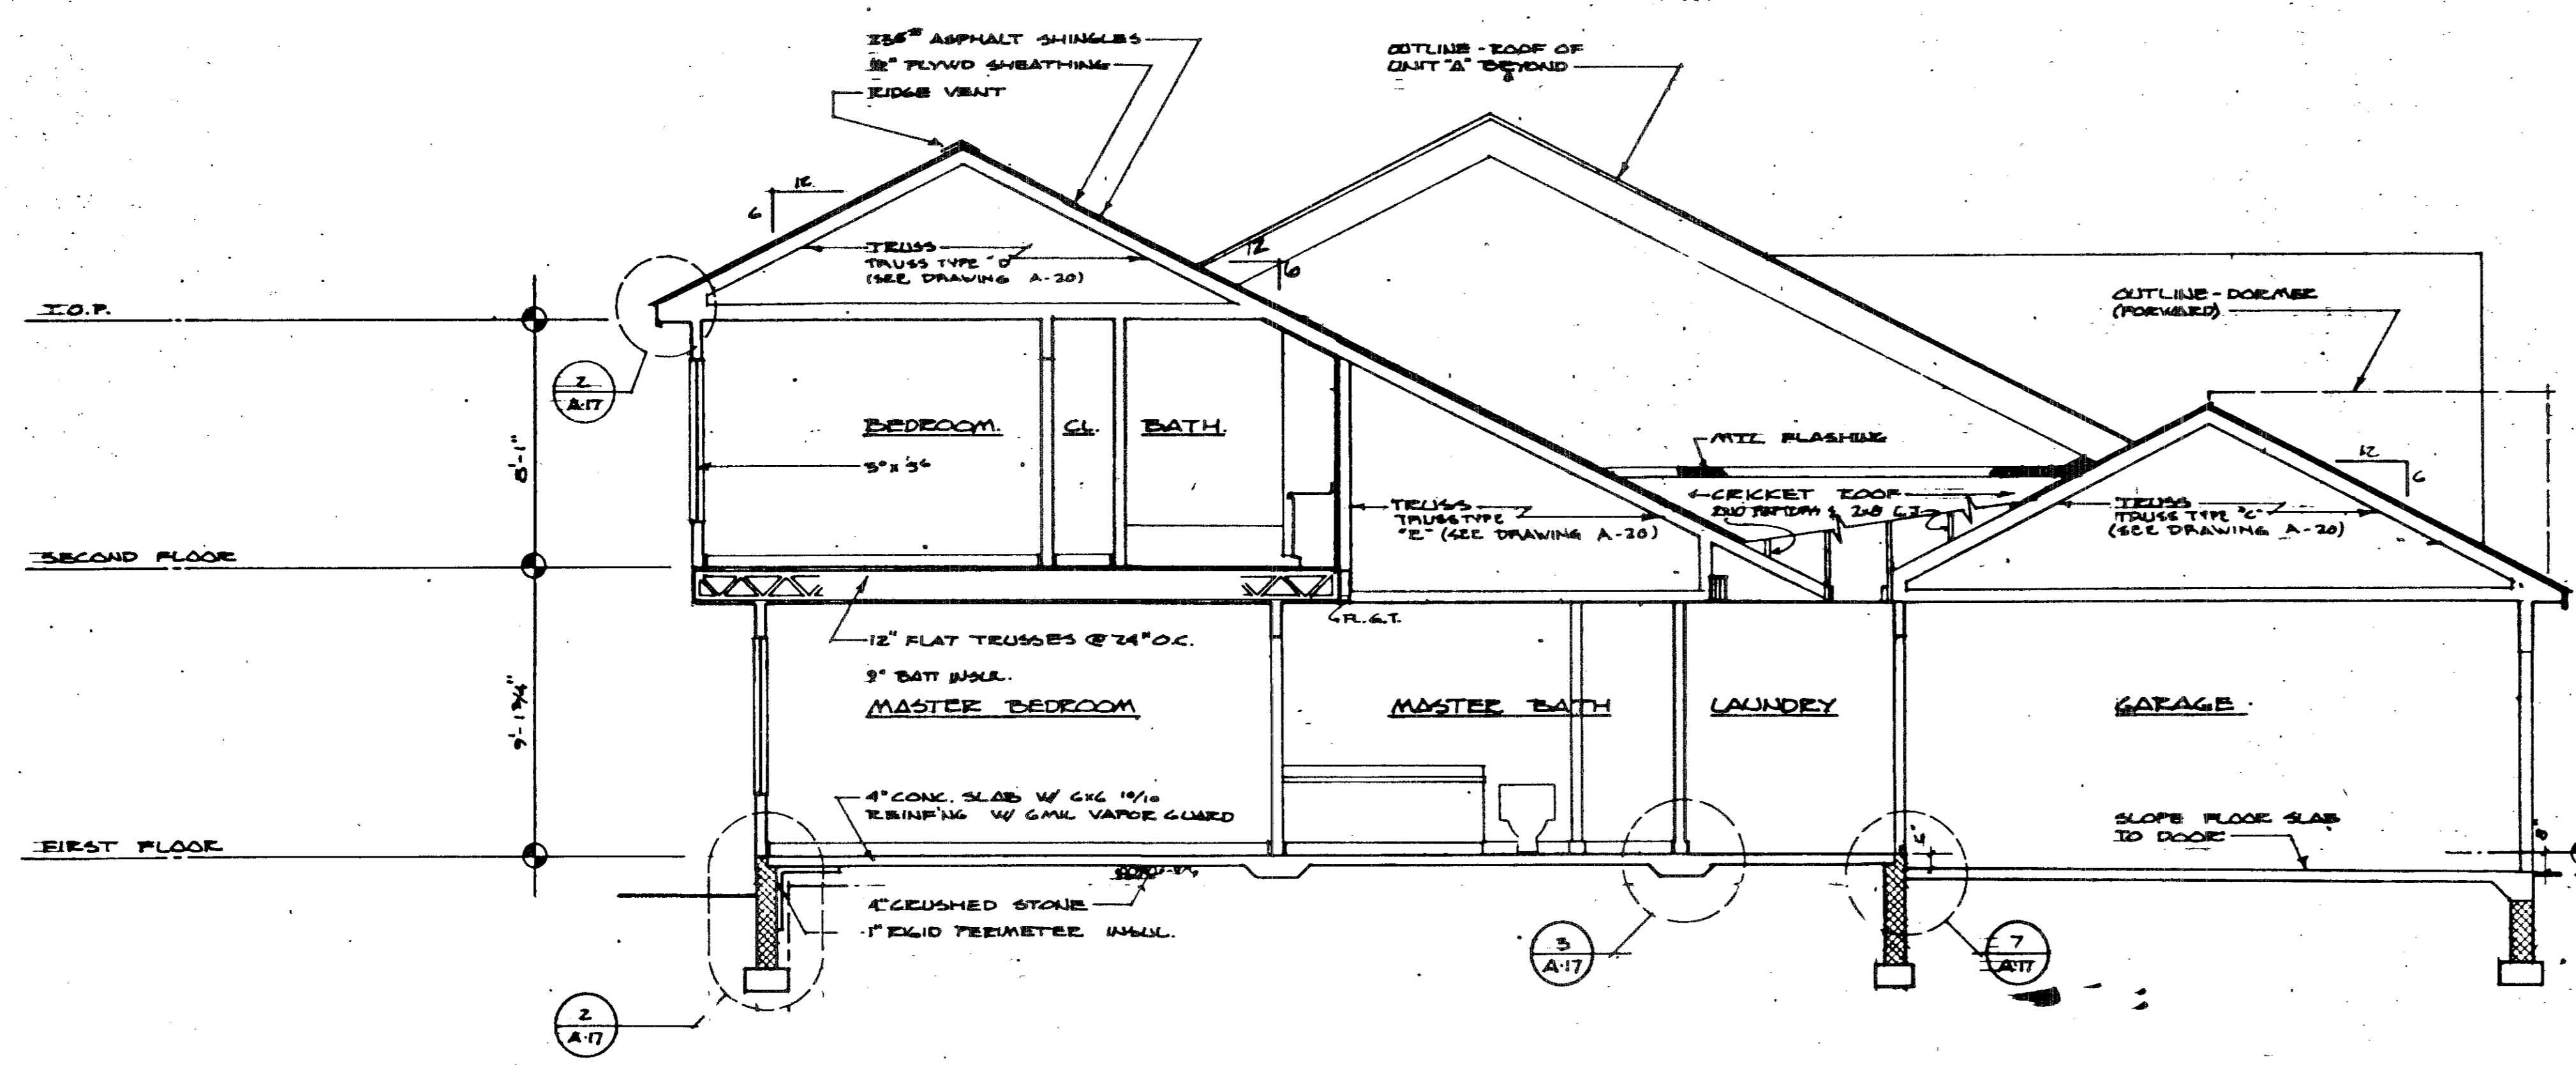 235# ASPHALT SHINGLES
1/2" PLYWD SHEATHING
RIDGE VENT
OUTLINE - ROOF OF
UNIT "A" BEYOND
12
6
TRUSS
TRUSS TYPE "D"
(SEE DRAWING A-20)
12
6
T.O.P.
OUTLINE - DORMER
(FORWARD)
2
A·17
8'-1"
BEDROOM.
CL.
BATH.
MTL FLASHING
12
6
CRICKET ROOF
TRUSS
TRUSS TYPE
"E" (SEE DRAWING A-20)
TRUSS
TRUSS TYPE "C"
(SEE DRAWING A-20)
SECOND FLOOR
G.T.
12" FLAT TRUSSES @ 24" O.C.
9" BATT INSUL.
MASTER BEDROOM
MASTER BATH
LAUNDRY
GARAGE.
9'-1 3/4"
4" CONC. SLAB W/ 6X6 10/10
REINF'NG W/ 6MIL VAPOR GUARD
SLOPE FLOOR SLAB
TO DOOR
4"
8"
FIRST FLOOR
4" CRUSHED STONE
1" RIGID PERIMETER INSUL.
3
A·17
7
A·17
2
A·17